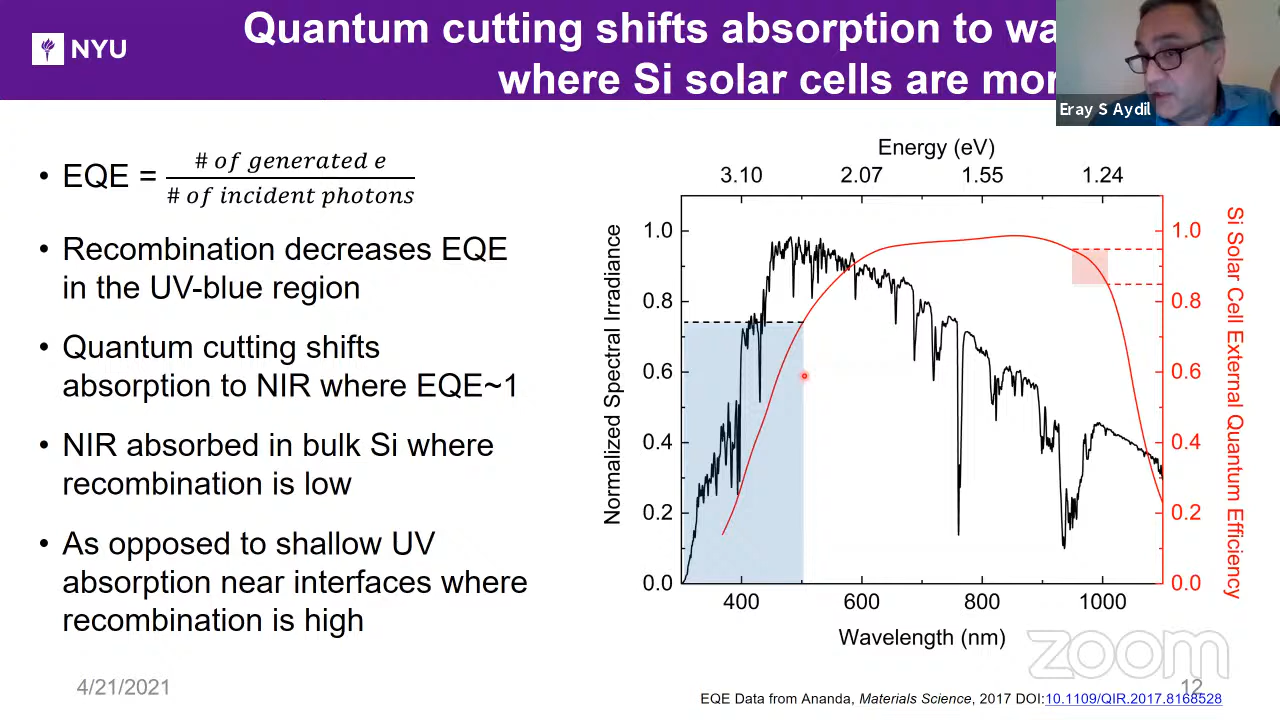 NYU
Quantum cutting shifts absorption to wa
where Si solar cells are mor
Eray S Aydil
• EQE = # of generated e
# of incident photons
• Recombination decreases EQE
in the UV-blue region
• Quantum cutting shifts
absorption to NIR where EQE~1
• NIR absorbed in bulk Si where
recombination is low
• As opposed to shallow UV
absorption near interfaces where
recombination is high
Energy (eV)
3.10 2.07 1.55 1.24
Normalized Spectral Irradiance
1.0
0.8
0.6
0.4
0.2
0.0
1.0
0.8
0.6
0.4
0.2
0.0
Si Solar Cell External Quantum Efficiency
400 600 800 1000
Wavelength (nm)
zoom
4/21/2021
12
EQE Data from Ananda, Materials Science, 2017 DOI:10.1109/QIR.2017.8168528